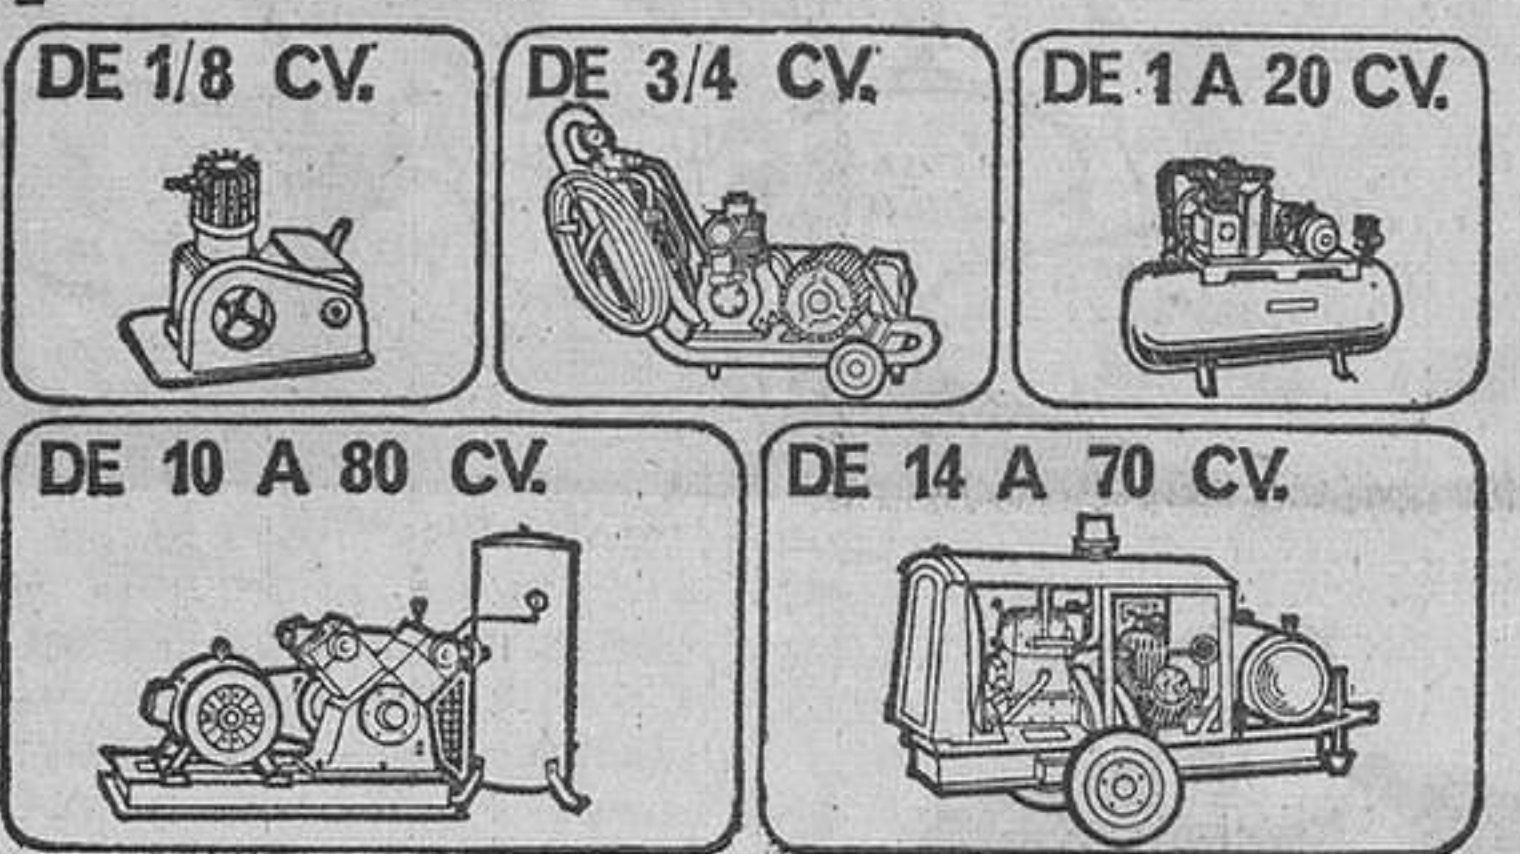 DE 1/8 CV.
DE 3/4 CV.
DE 1 A 20 CV.
DE 10 A 80 CV.
DE 14 A 70 CV.